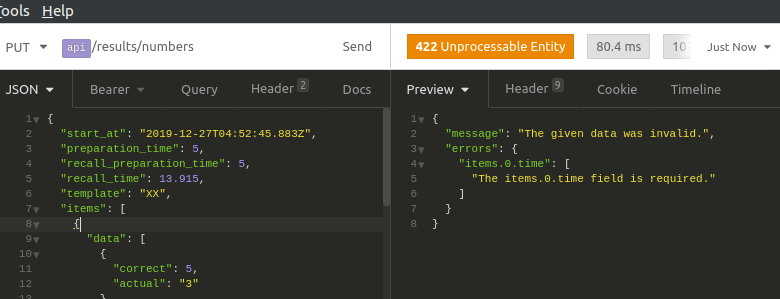 Tools Help
PUT api /results/numbers Send 422 Unprocessable Entity 80.4 ms Just Now
JSON Bearer Query Header 2 Docs Preview Header 9 Cookie Timeline
1 {
2 "start_at": "2019-12-27T04:52:45.883Z",
3 "preparation_time": 5,
4 "recall_preparation_time": 5,
5 "recall_time": 13.915,
6 "template": "XX",
7 "items": [
8 {
9 "data": [
10 {
11 "correct": 5,
12 "actual": "3"
13 }
1 {
2 "message": "The given data was invalid.",
3 "errors": {
4 "items.0.time": [
5 "The items.0.time field is required."
6 ]
7 }
8 }